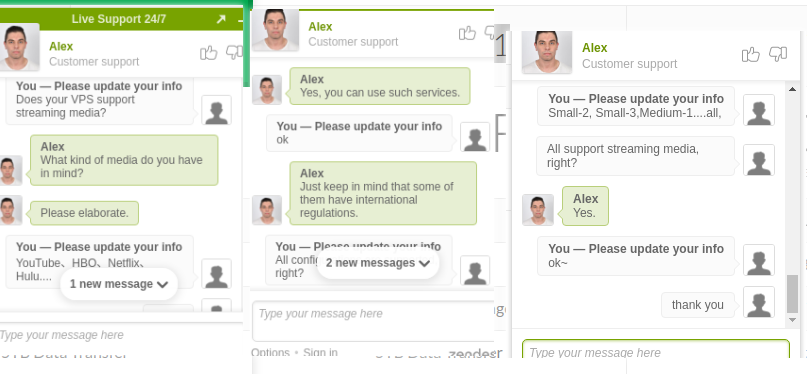 Live Support 24/7
Alex
Customer support
You — Please update your info
Does your VPS support
streaming media?
Alex
What kind of media do you have
in mind?
Please elaborate.
You — Please update your info
YouTube、HBO、Netflix、
Hulu....
1 new message
Type your message here
5TB Data Transfer
Alex
Customer support
Alex
Yes, you can use such services.
You — Please update your info
ok
Alex
Just keep in mind that some of
them have international
regulations.
You — Please update your info
All config
right?
2 new messages
Type your message here
Options • Sign in
zendesk
5TB Data
Alex
Customer support
You — Please update your info
Small-2, Small-3,Medium-1....all,
All support streaming media,
right?
Alex
Yes.
You — Please update your info
ok~
thank you
Type your message here